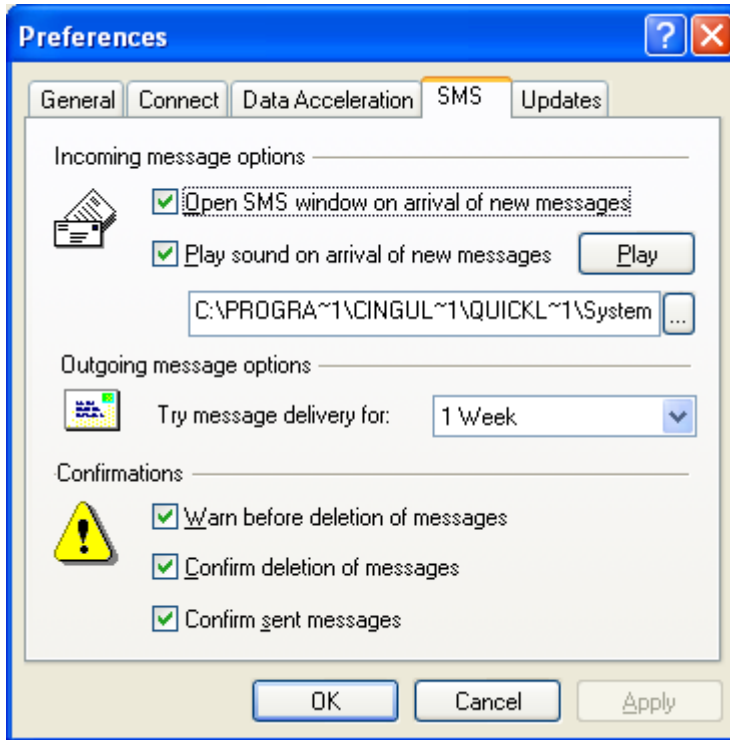 Preferences
General Connect Data Acceleration SMS Updates
Incoming message options
Open SMS window on arrival of new messages
Play sound on arrival of new messages Play
C:\PROGRA~1\CINGUL~1\QUICKL~1\System ...
Outgoing message options
Try message delivery for: 1 Week
Confirmations
Warn before deletion of messages
Confirm deletion of messages
Confirm sent messages
OK Cancel Apply